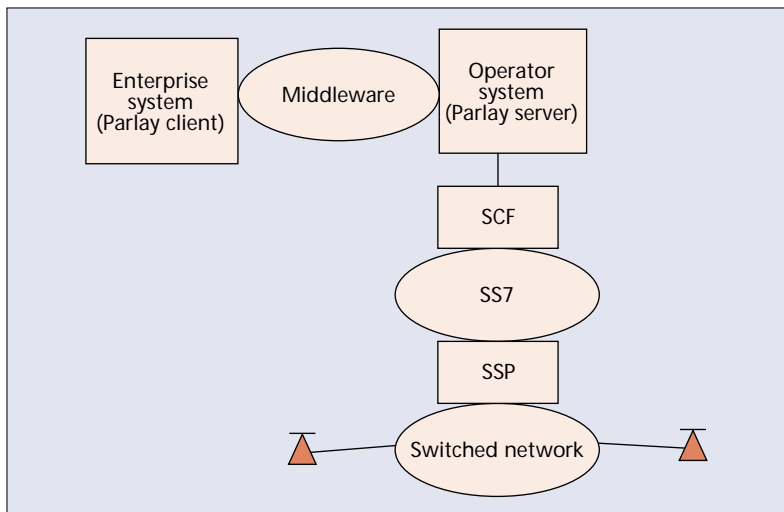 Enterprise
system
(Parlay client)
Middleware
Operator
system
(Parlay server)
SCF
SS7
SSP
Switched network